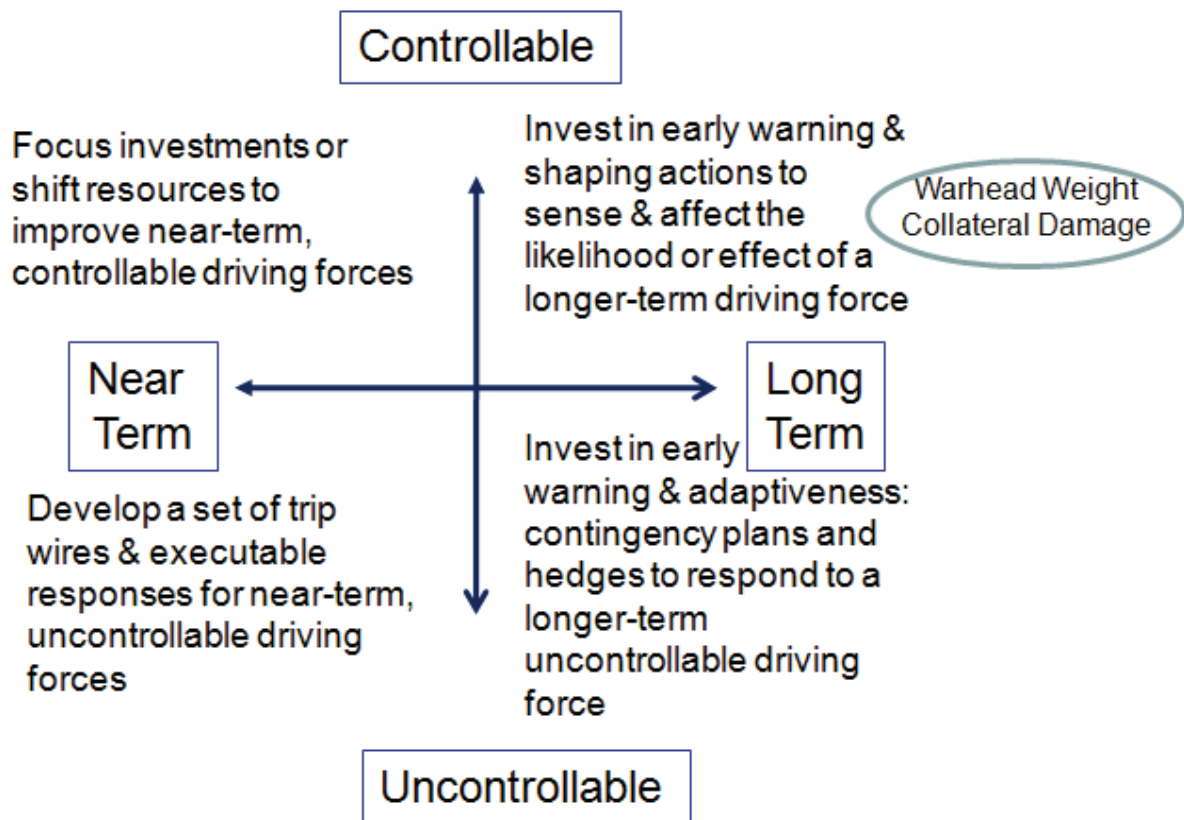 Controllable
Focus investments or
shift resources to
improve near-term,
controllable driving forces
Invest in early warning &
shaping actions to
sense & affect the
likelihood or effect of a
longer-term driving force
Warhead Weight
Collateral Damage
Near
Term
Long
Term
Develop a set of trip
wires & executable
responses for near-term,
uncontrollable driving
forces
Invest in early
warning & adaptiveness:
contingency plans and
hedges to respond to a
longer-term
uncontrollable driving
force
Uncontrollable